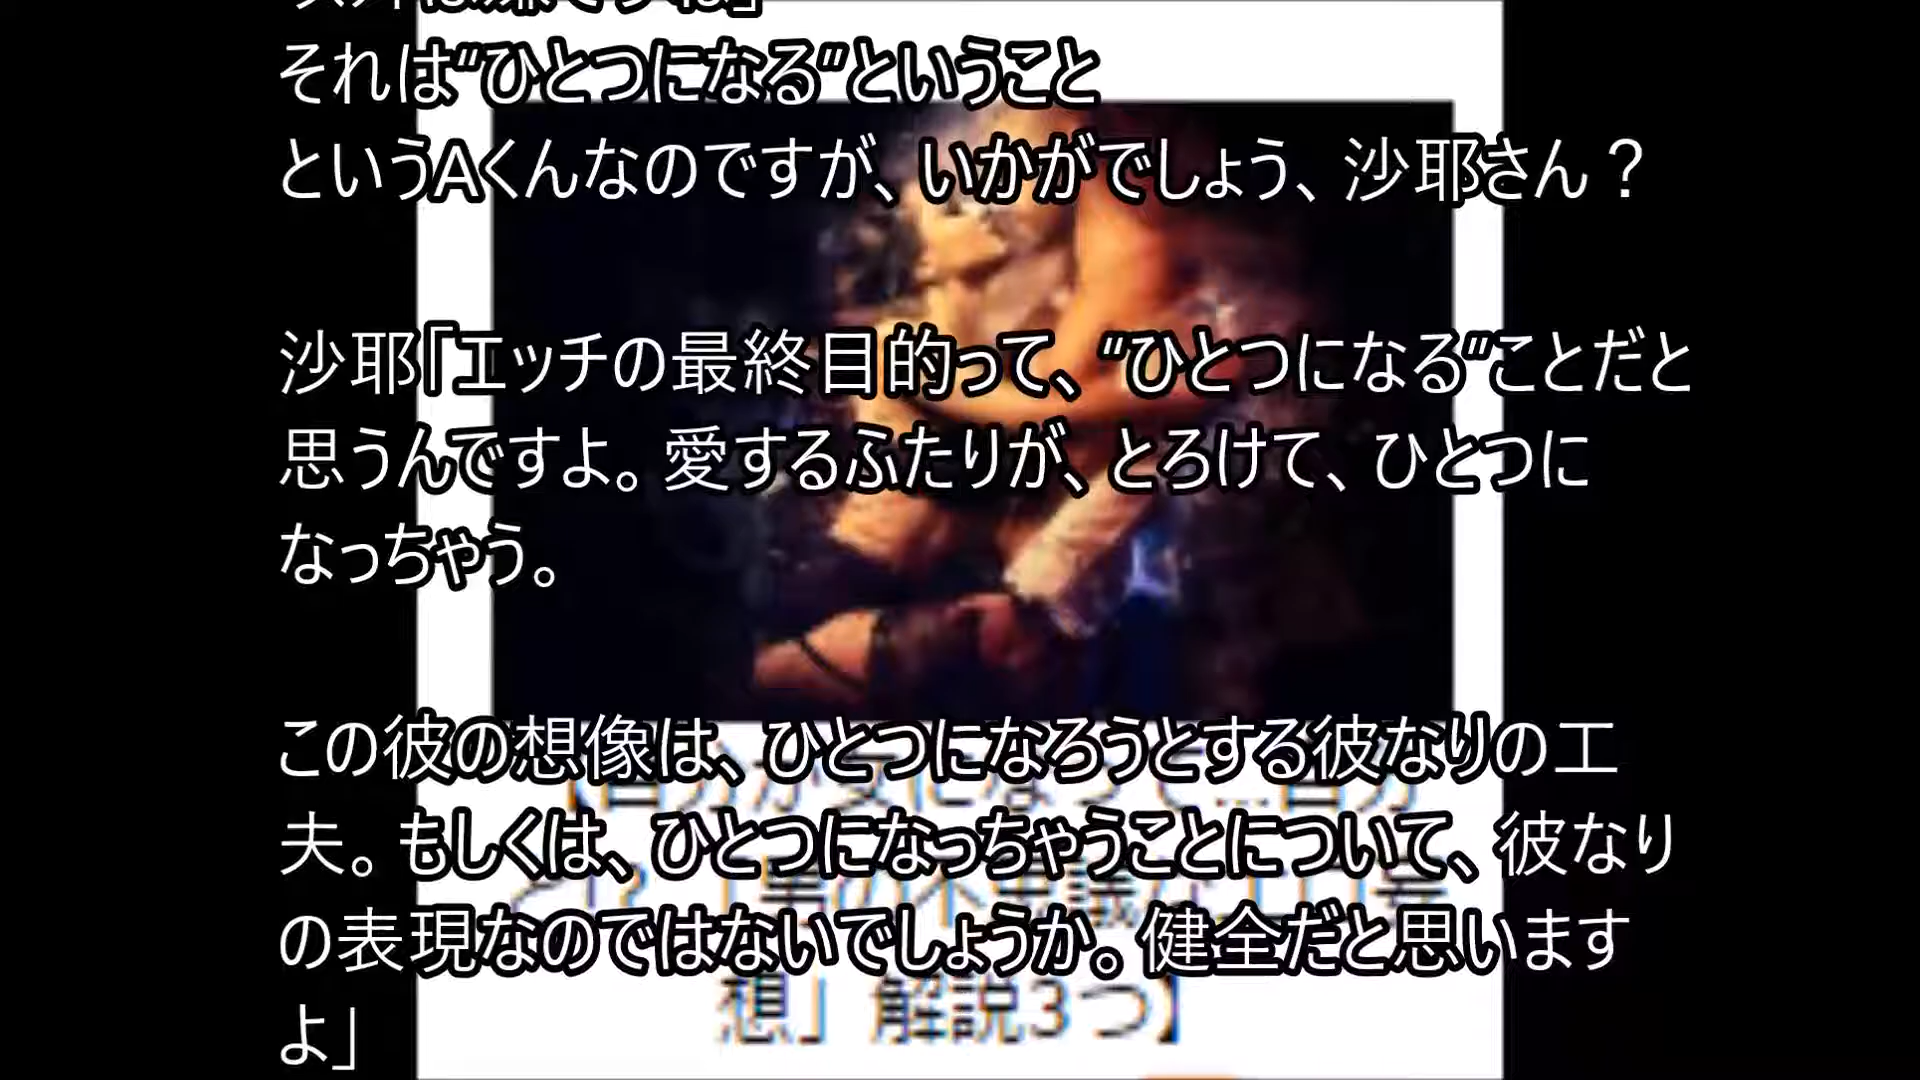 それは“ひとつになる”ということ
というAくんなのですが、いかがでしょう、沙耶さん？
沙耶「エッチの最終目的って、“ひとつになる”ことだと
思うんですよ。愛するふたりが、とろけて、ひとつに
なっちゃう。
この彼の想像は、ひとつになろうとする彼なりの工
夫。もしくは、ひとつになっちゃうことについて、彼なり
の表現なのではないでしょうか。健全だと思います
よ」
想」解説3つ】